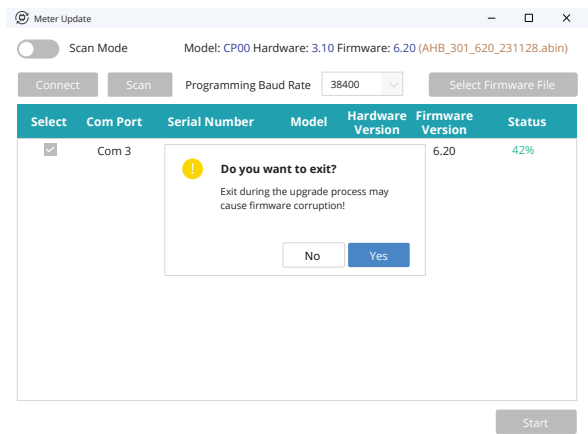 Meter Update
Scan Mode Model: CP00 Hardware: 3.10 Firmware: 6.20 (AHB_301_620_231128.abin)
Connect Scan Programming Baud Rate 38400 Select Firmware File
Select Com Port Serial Number Model Hardware Version Firmware Version Status
Com 3 6.20 42%
Do you want to exit?
Exit during the upgrade process may
cause firmware corruption!
No Yes
Start